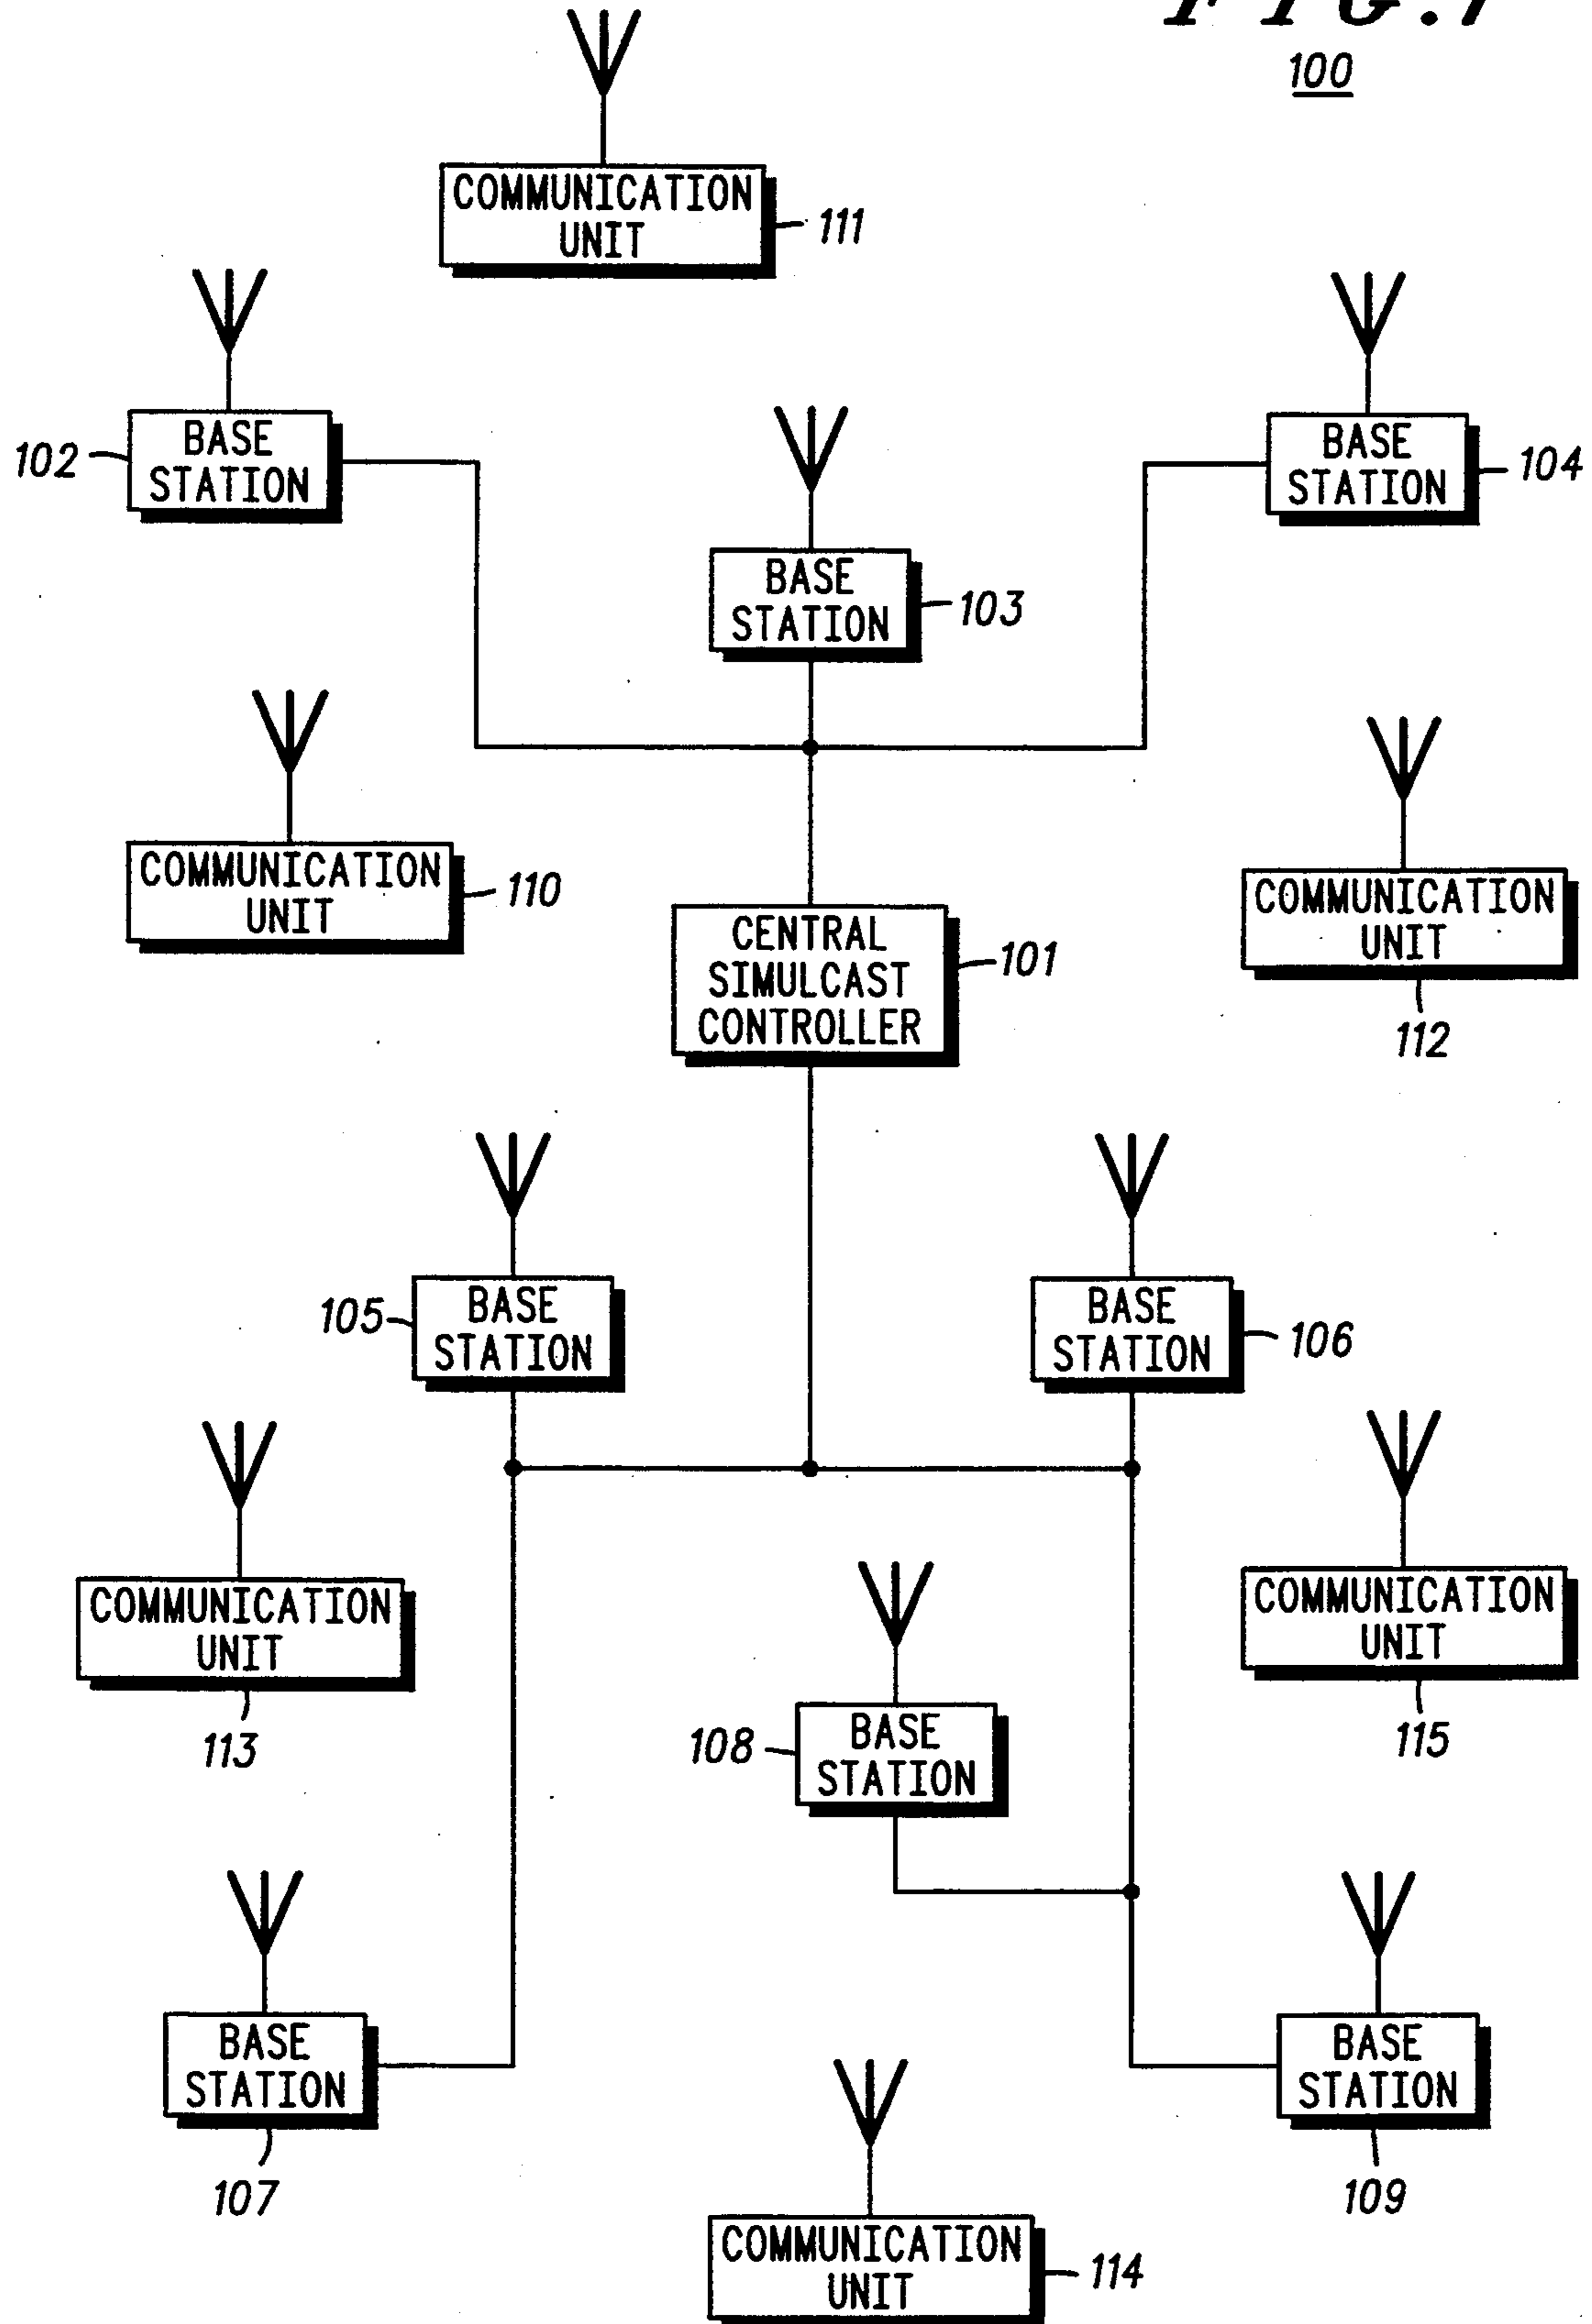 FIG.1
100
COMMUNICATION
UNIT
111
BASE
STATION
102
BASE
STATION
104
BASE
STATION
103
COMMUNICATION
UNIT
110
COMMUNICATION
UNIT
112
CENTRAL
SIMULCAST
CONTROLLER
101
BASE
STATION
105
BASE
STATION
106
COMMUNICATION
UNIT
113
COMMUNICATION
UNIT
115
BASE
STATION
108
BASE
STATION
107
BASE
STATION
109
COMMUNICATION
UNIT
114